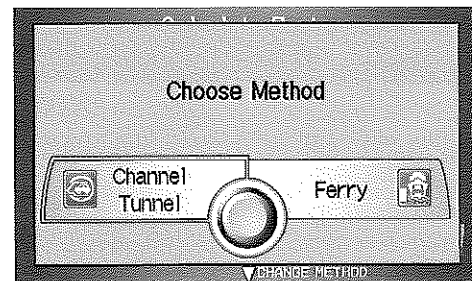 Choose Method
Channel
Tunnel
Ferry
CHANGE METHOD